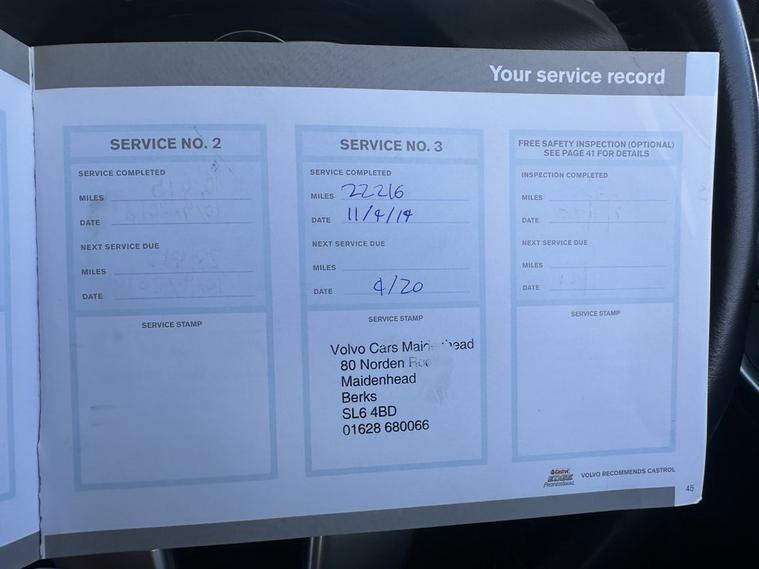 Your service record
SERVICE NO. 2
SERVICE COMPLETED
MILES
DATE
NEXT SERVICE DUE
MILES
DATE
SERVICE STAMP
SERVICE NO. 3
SERVICE COMPLETED
MILES 22216
DATE 11/4/19
NEXT SERVICE DUE
MILES
DATE 4/20
SERVICE STAMP
Volvo Cars Maidenhead
80 Norden
Maidenhead
Berks
SL6 4BD
01628 680066
FREE SAFETY INSPECTION (OPTIONAL)
SEE PAGE 41 FOR DETAILS
INSPECTION COMPLETED
MILES
DATE
NEXT SERVICE DUE
MILES
DATE
SERVICE STAMP
Castrol
EDGE
Professional
VOLVO RECOMMENDS CASTROL
45